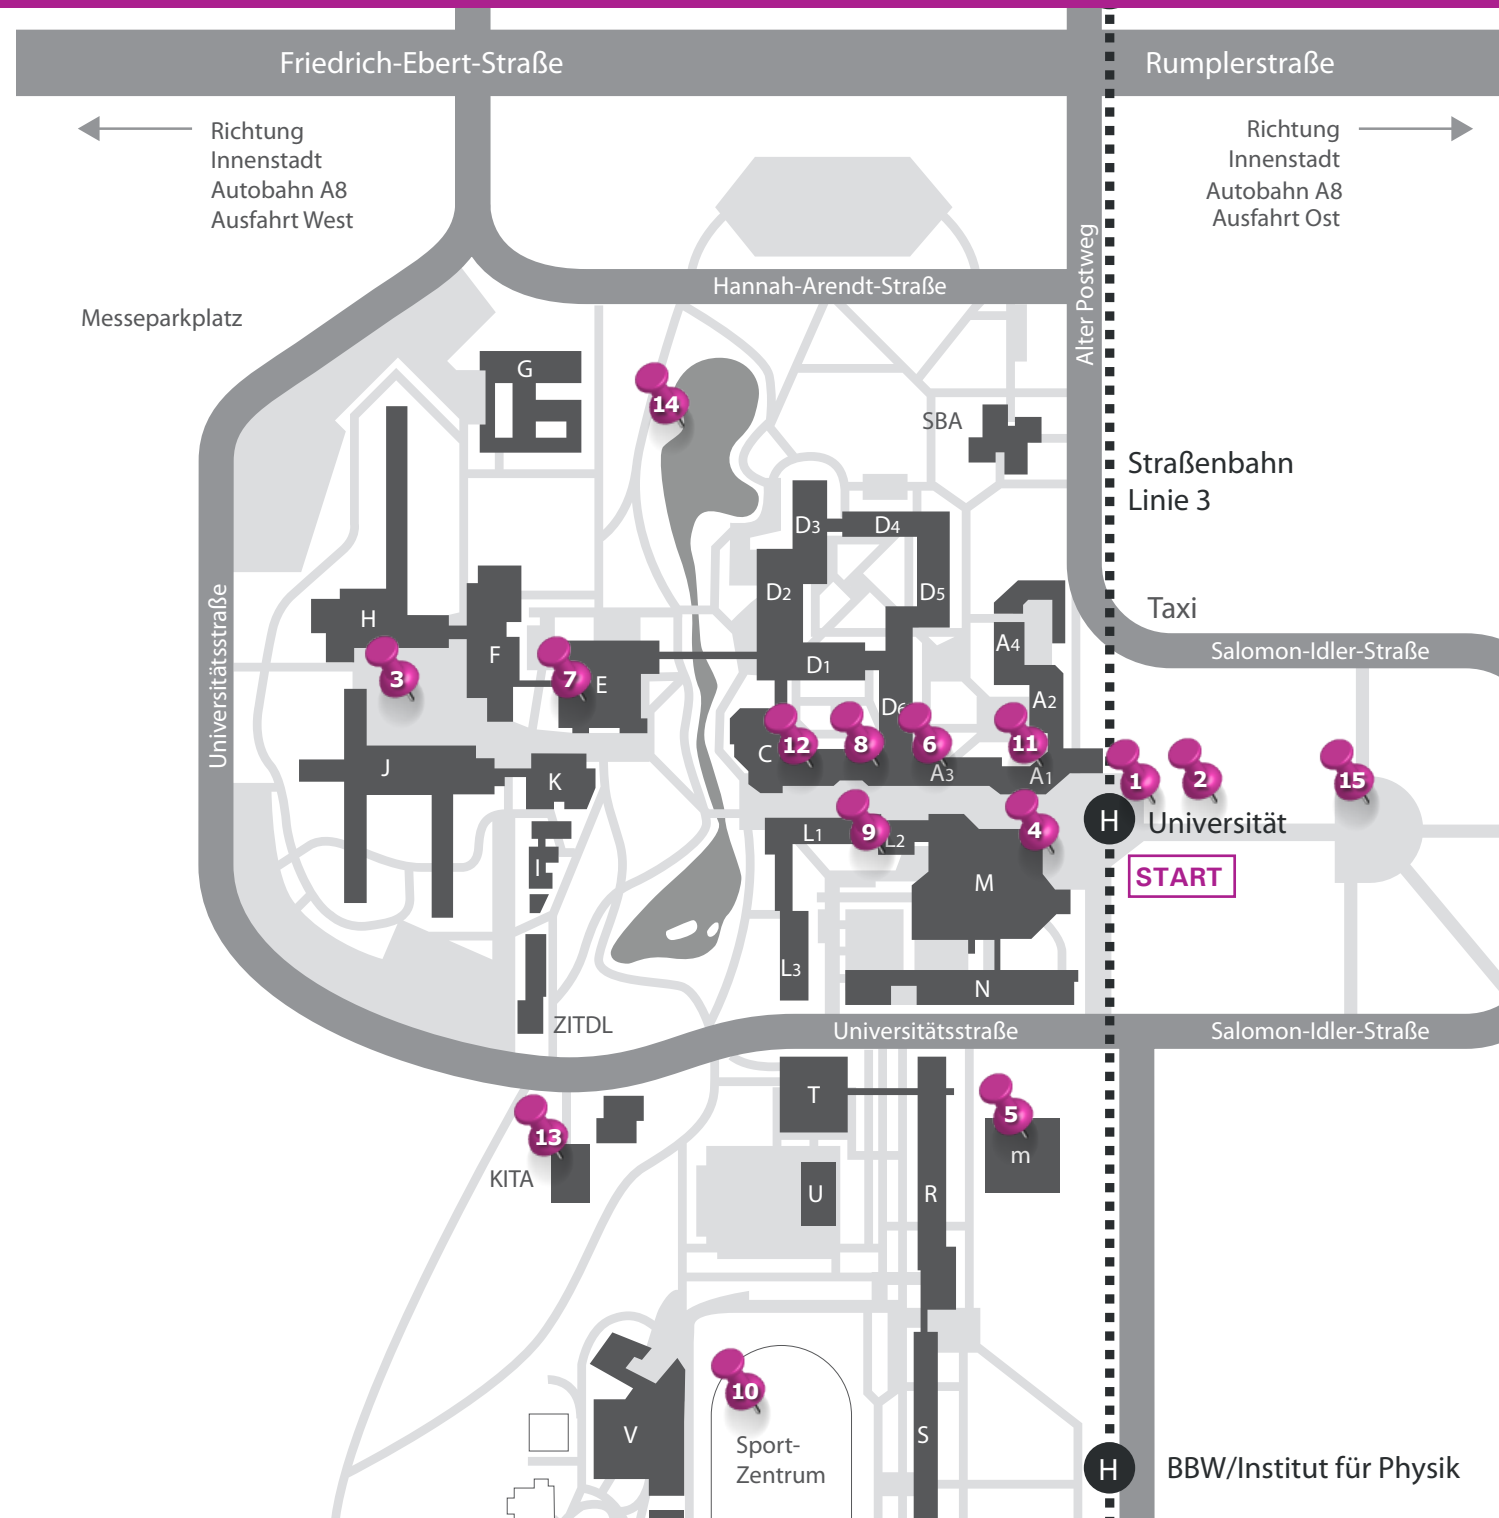 Friedrich-Ebert-Straße
Rumplerstraße
Richtung
Innenstadt
Autobahn A8
Ausfahrt West
Richtung
Innenstadt
Autobahn A8
Ausfahrt Ost
Alter Postweg
Hannah-Arendt-Straße
Messeparkplatz
G
14
SBA
Straßenbahn
Linie 3
D3
D4
D2
D5
Taxi
Universitätsstraße
H
F
A4
Salomon-Idler-Straße
3
7
E
D1
A2
D6
12
8
6
11
C
A3
A1
J
K
1
2
15
L1
9
L2
4
H
Universität
I
M
START
L3
N
ZITDL
Universitätsstraße
Salomon-Idler-Straße
T
5
m
13
KITA
U
R
10
V
Sport-
Zentrum
S
H
BBW/Institut für Physik